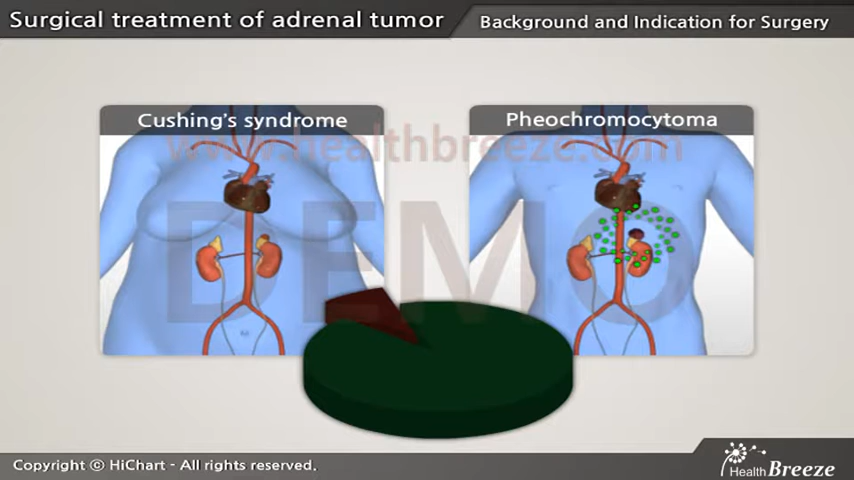 Surgical treatment of adrenal tumor
Background and Indication for Surgery
Cushing's syndrome
Pheochromocytoma
www.healthbreeze.com
DEMO
Copyright © HiChart - All rights reserved.
Health Breeze